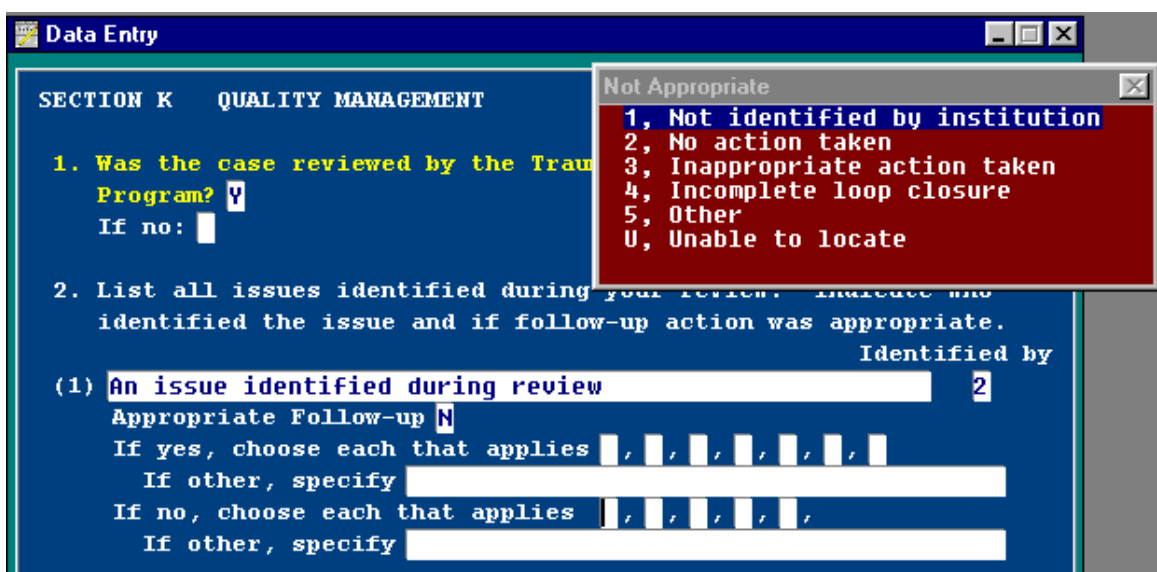 Data Entry
SECTION K QUALITY MANAGEMENT
Not Appropriate
1, Not identified by institution
2, No action taken
3, Inappropriate action taken
4, Incomplete loop closure
5, Other
U, Unable to locate
1. Was the case reviewed by the Trau
Program? Y
If no:
2. List all issues identified during your review. Indicate who
identified the issue and if follow-up action was appropriate.
Identified by
(1) An issue identified during review 2
Appropriate Follow-up N
If yes, choose each that applies , , , , , ,
If other, specify
If no, choose each that applies , , , , ,
If other, specify